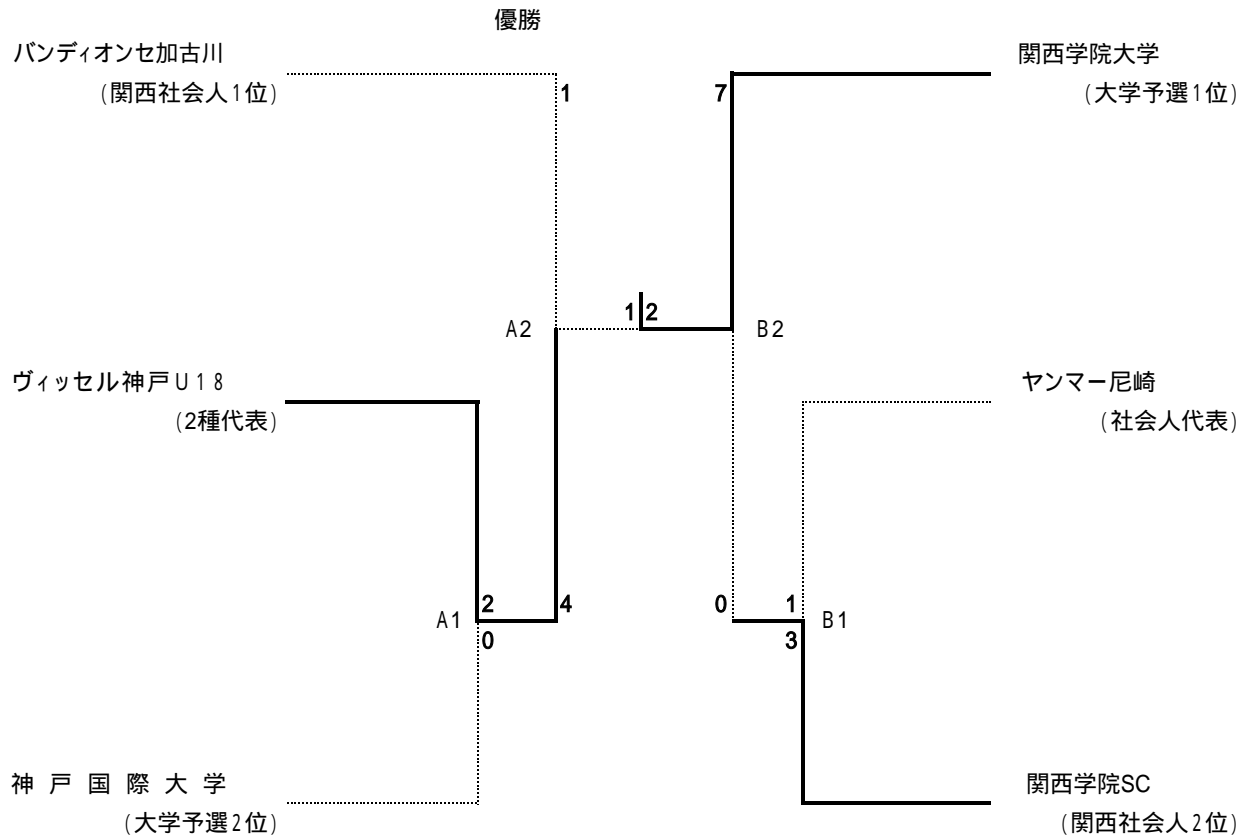 優勝
バンディオンセ加古川
(関西社会人1位)
関西学院大学
(大学予選1位)
1
7
1 2
A2
B2
ヴィッセル神戸U18
(2種代表)
ヤンマー尼崎
(社会人代表)
A1
2
0
4
0
1
3
B1
神戸国際大学
(大学予選2位)
関西学院SC
(関西社会人2位)